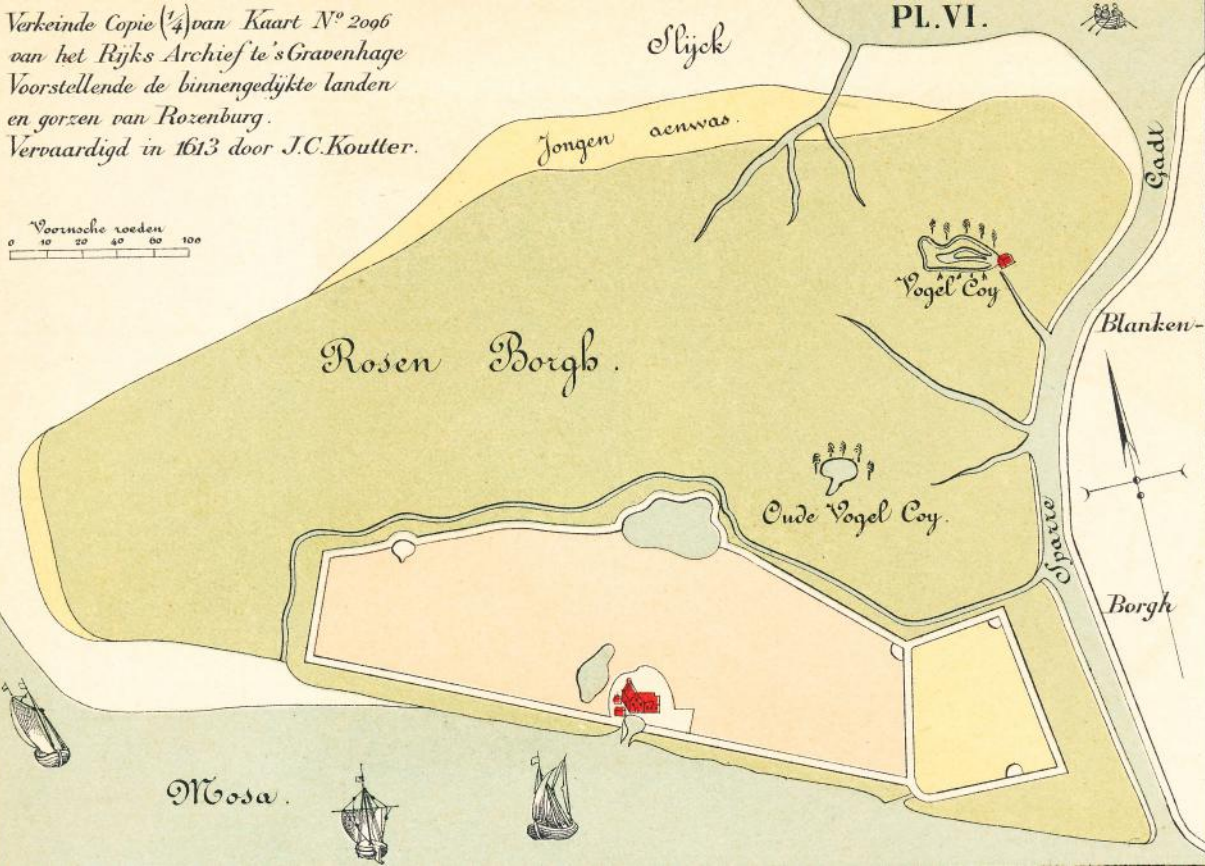 Verkeinde Copie (¼) van Kaart Nº 2096
van het Rijks Archief te 's Gravenhage
Voorstellende de binnengedykte landen
en gorzen van Rozenburg.
Vervaardigd in 1613 door J.C. Koutter.
PL.VI.
Slijck
Jongen aenwas.
Gadt
Voornsche roeden
0 10 20 40 60 100
Vogel Coy
Blanken-
Rosen Borgh.
Oude Vogel Coy.
Sparre
Borgh
Mosa.